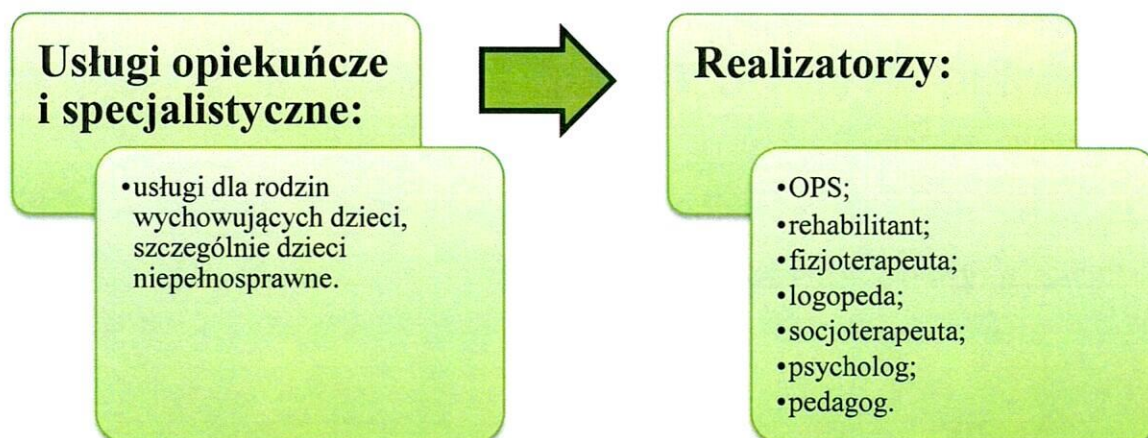 Usługi opiekuńcze
i specjalistyczne:
•usługi dla rodzin
wychowujących dzieci,
szczególnie dzieci
niepełnosprawne.
Realizatorzy:
•OPS;
•rehabilitant;
•fizjoterapeuta;
•logopeda;
•socjoterapeuta;
•psycholog;
•pedagog.